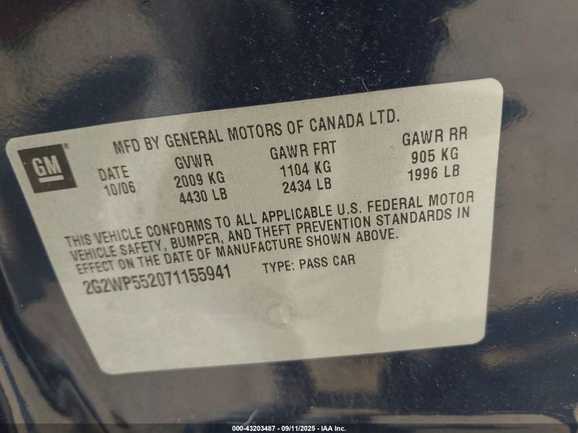 MFD BY GENERAL MOTORS OF CANADA LTD.
GM
DATE GVWR GAWR FRT GAWR RR
10/06 2009 KG 1104 KG 905 KG
4430 LB 2434 LB 1996 LB
THIS VEHICLE CONFORMS TO ALL APPLICABLE U.S. FEDERAL MOTOR
VEHICLE SAFETY, BUMPER, AND THEFT PREVENTION STANDARDS IN
EFFECT ON THE DATE OF MANUFACTURE SHOWN ABOVE.
2G2WP552071155941 TYPE: PASS CAR
000-43203487 - 09/11/2025 - IAA Inc.